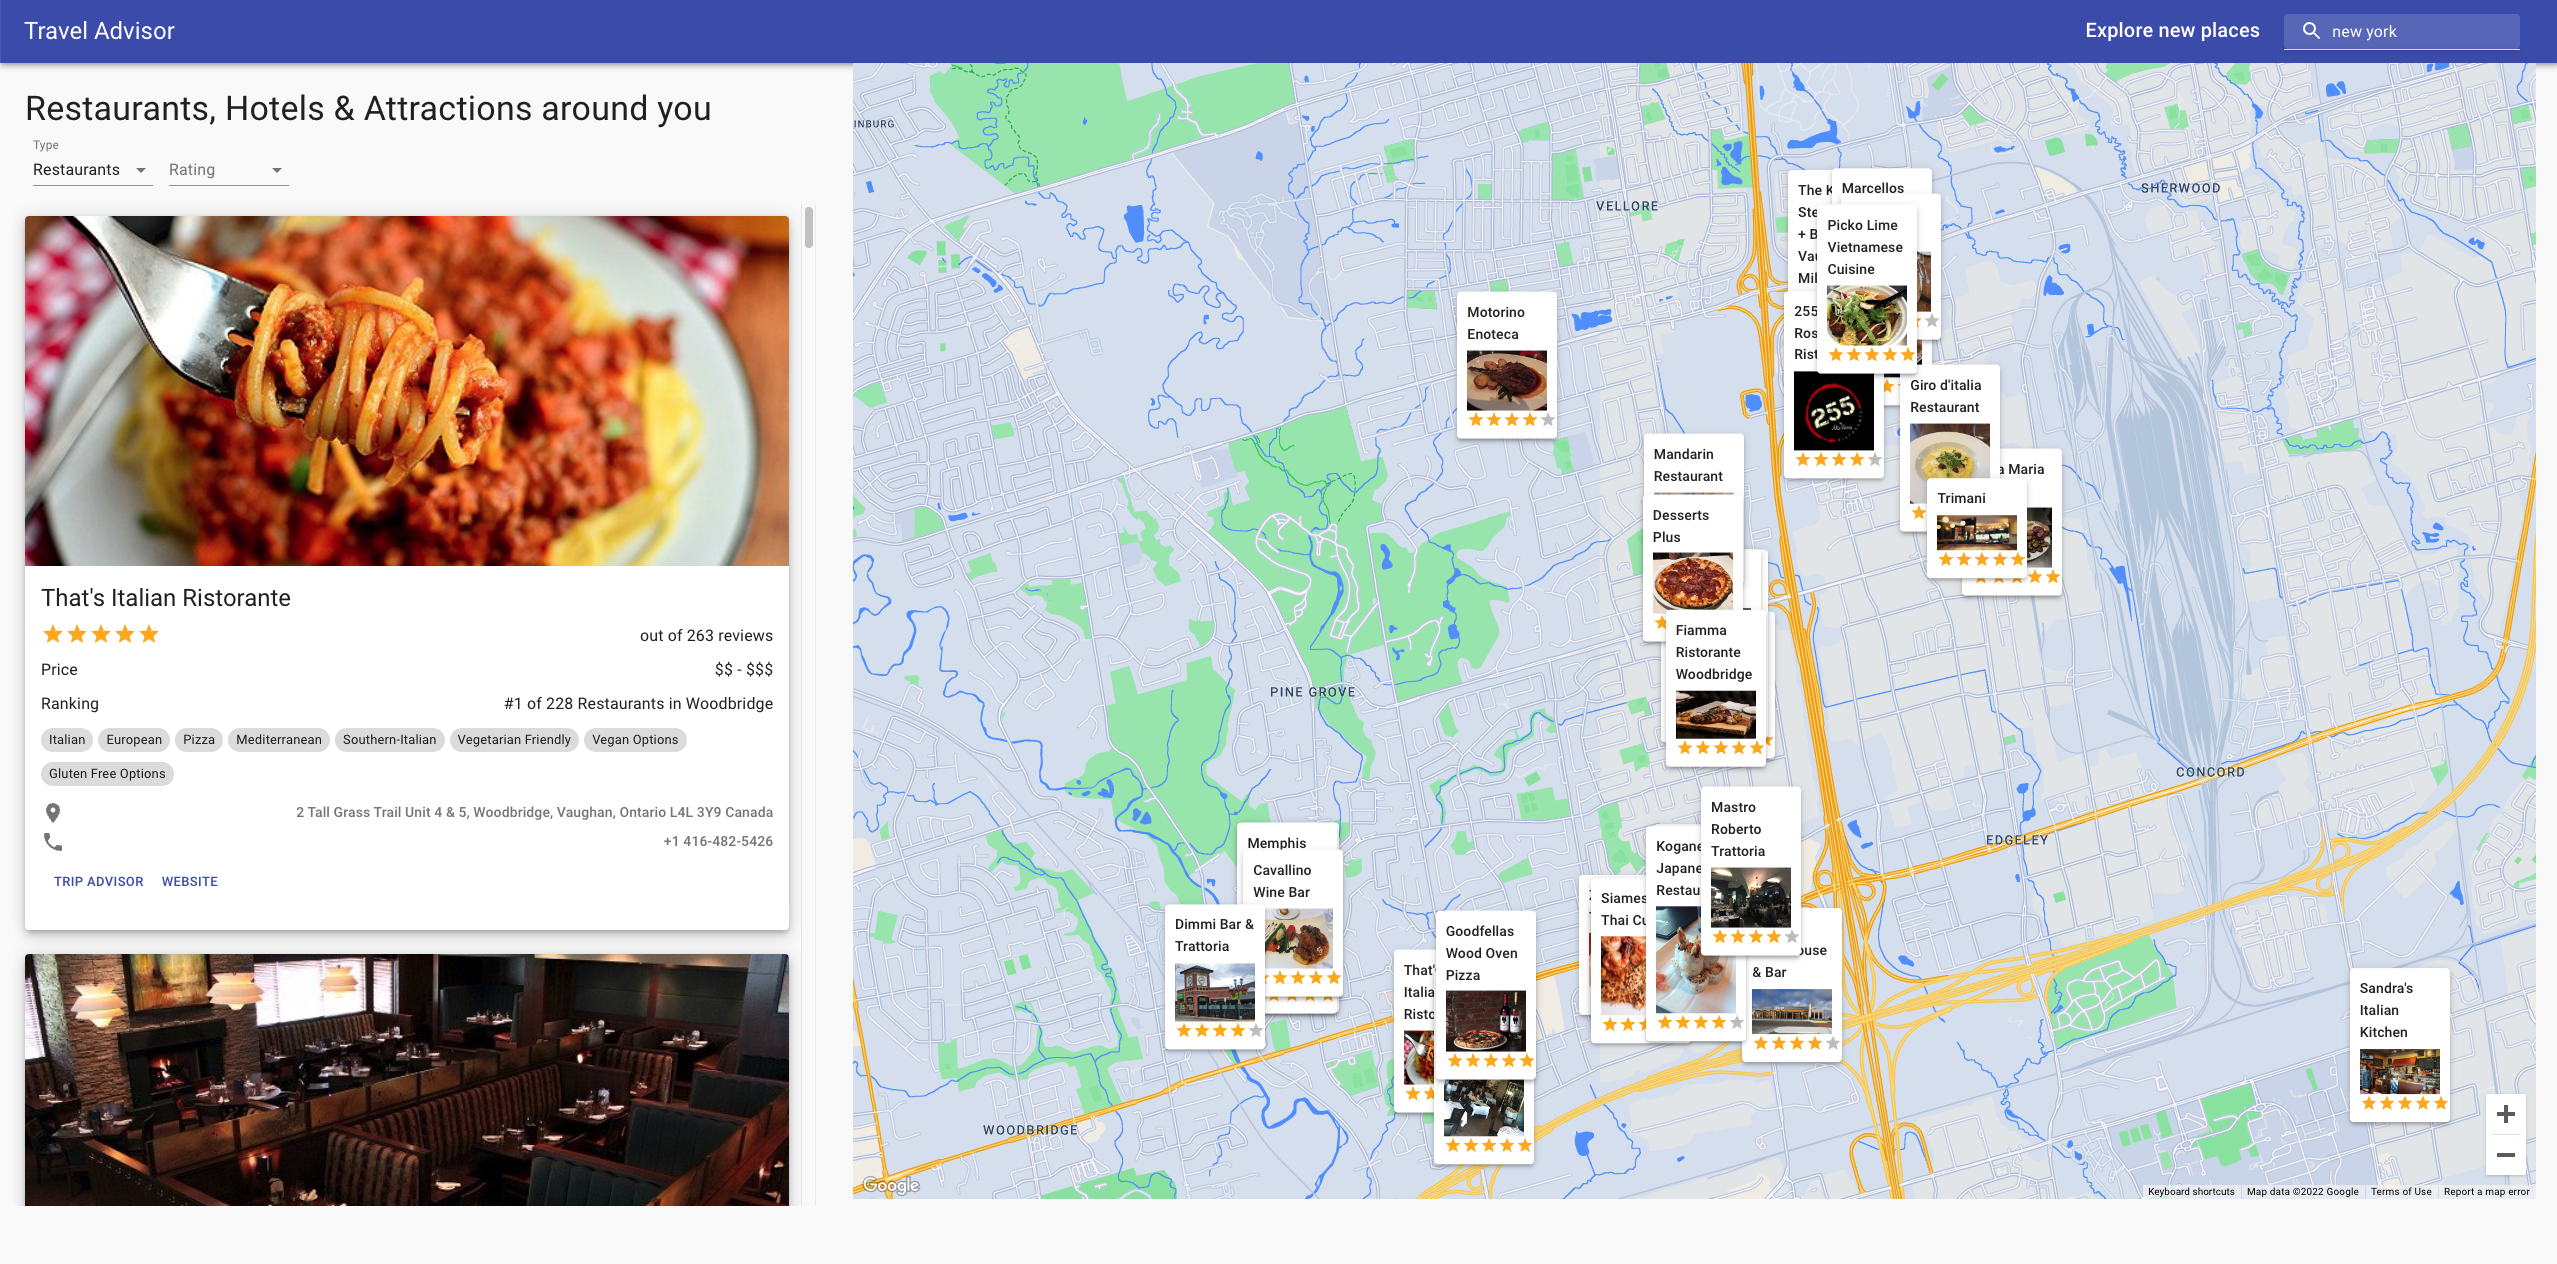 Travel Advisor
Explore new places
new york
Restaurants, Hotels & Attractions around you
Type
Restaurants
Rating
That's Italian Ristorante
out of 263 reviews
Price
$$ - $$$
Ranking
#1 of 228 Restaurants in Woodbridge
Italian
European
Pizza
Mediterranean
Southern-Italian
Vegetarian Friendly
Vegan Options
Gluten Free Options
2 Tall Grass Trail Unit 4 & 5, Woodbridge, Vaughan, Ontario L4L 3Y9 Canada
+1 416-482-5426
TRIP ADVISOR
WEBSITE
INBURG
VELLORE
SHERWOOD
The K
Ste
+ B
Vau
Mil
Marcellos
Picko Lime
Vietnamese
Cuisine
255
Ros
Rist
255
Motorino
Enoteca
Giro d'italia
Restaurant
a Maria
Trimani
Mandarin
Restaurant
Desserts
Plus
Fiamma
Ristorante
Woodbridge
PINE GROVE
CONCORD
EDGELEY
Mastro
Roberto
Trattoria
Kogane
Japane
Restau
Siames
Thai Cu
ouse
& Bar
Memphis
Cavallino
Wine Bar
Dimmi Bar &
Trattoria
That'
Italia
Risto
Goodfellas
Wood Oven
Pizza
Sandra's
Italian
Kitchen
WOODBRIDGE
Google
Keyboard shortcuts
Map data ©2022 Google
Terms of Use
Report a map error